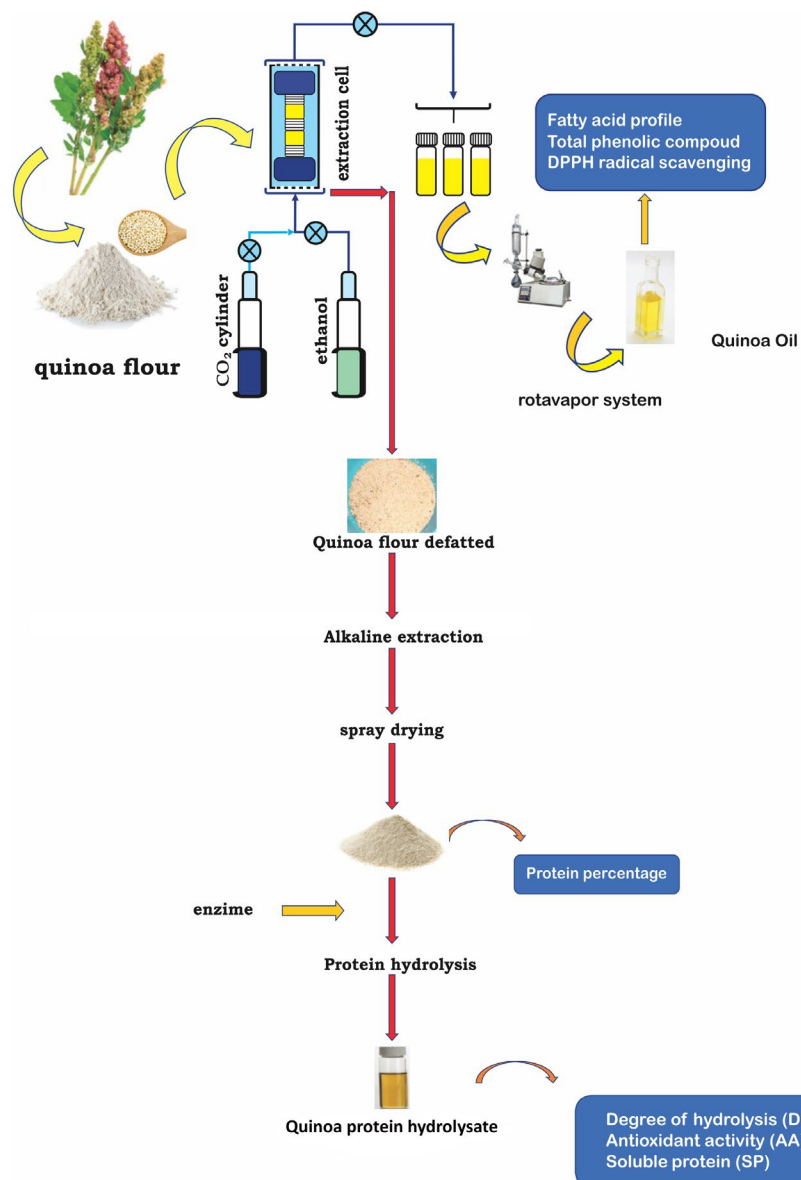 extraction cell
Fatty acid profile
Total phenolic compoud
DPPH radical scavenging
quinoa flour
CO₂ cylinder
ethanol
Quinoa Oil
rotavapor system
Quinoa flour defatted
Alkaline extraction
spray drying
Protein percentage
enzime
Protein hydrolysis
Quinoa protein hydrolysate
Degree of hydrolysis (D
Antioxidant activity (AA
Soluble protein (SP)